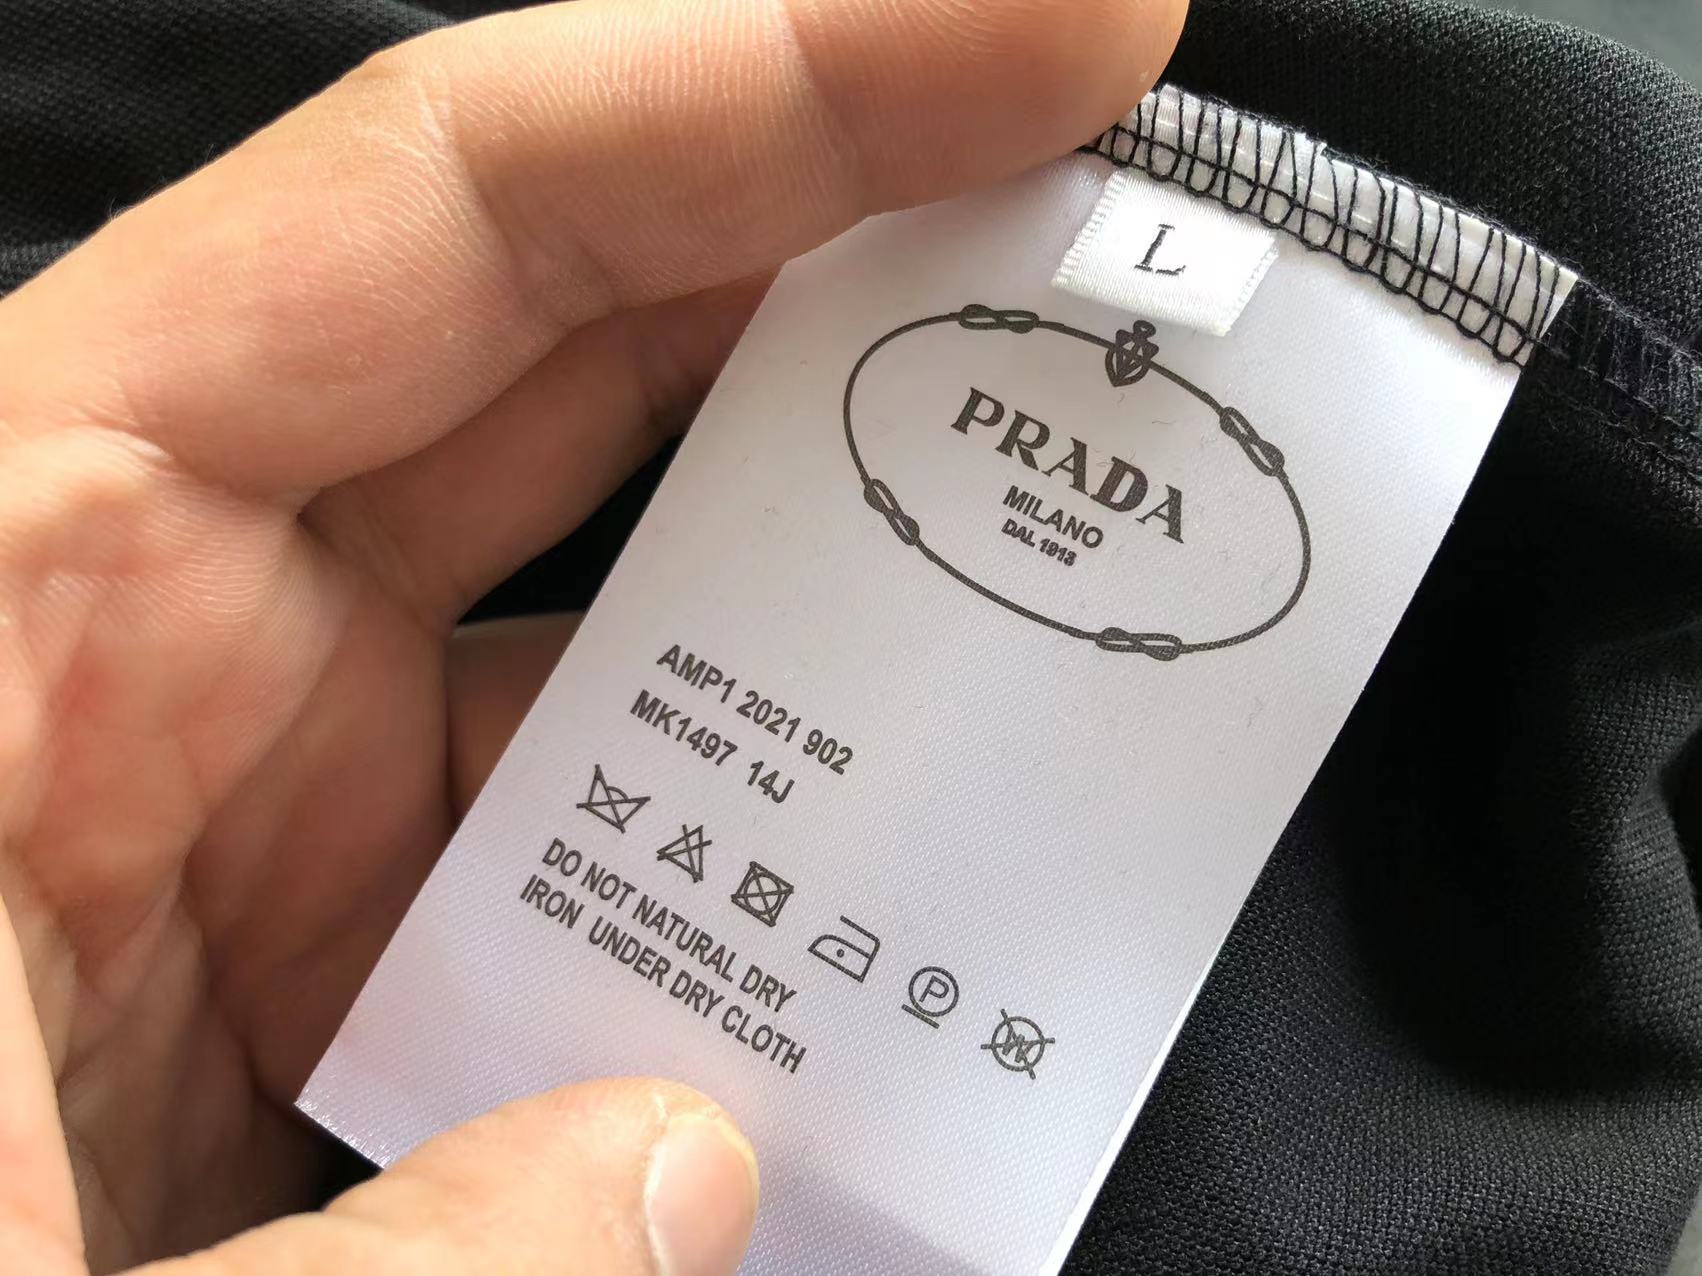 L
PRADA
MILANO
DAL 1913
AMP1 2021 902
MK1497 14J
P
W
DO NOT NATURAL DRY
IRON UNDER DRY CLOTH